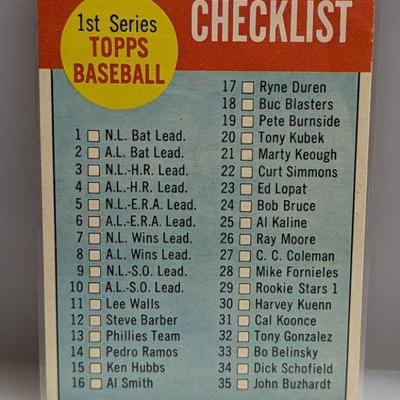 1st Series
TOPPS
BASEBALL
CHECKLIST
1 N.L. Bat Lead.
2 A.L. Bat Lead.
3 N.L.-H.R. Lead.
4 A.L.-H.R. Lead.
5 N.L.-E.R.A. Lead.
6 A.L.-E.R.A. Lead.
7 N.L. Wins Lead.
8 A.L. Wins Lead.
9 N.L.-S.O. Lead.
10 A.L.-S.O. Lead.
11 Lee Walls
12 Steve Barber
13 Phillies Team
14 Pedro Ramos
15 Ken Hubbs
16 Al Smith
17 Ryne Duren
18 Buc Blasters
19 Pete Burnside
20 Tony Kubek
21 Marty Keough
22 Curt Simmons
23 Ed Lopat
24 Bob Bruce
25 Al Kaline
26 Ray Moore
27 C. C. Coleman
28 Mike Fornieles
29 Rookie Stars 1
30 Harvey Kuenn
31 Cal Koonce
32 Tony Gonzalez
33 Bo Belinsky
34 Dick Schofield
35 John Buzhardt